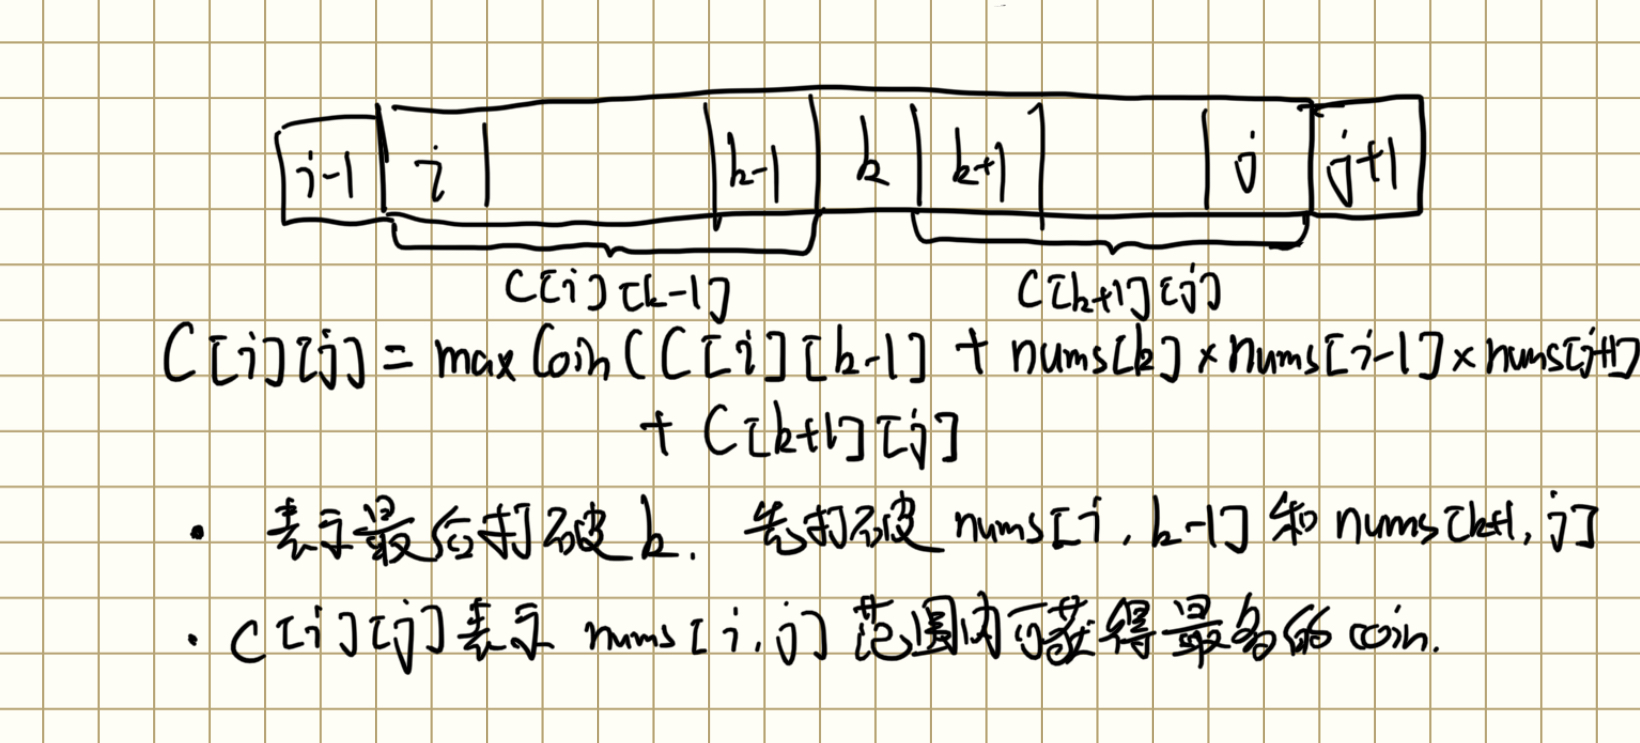 i-1 i k-1 k k+1 j j+1
C[i][k-1] C[k+1][j]
C[i][j] = max Coin(C[i][k-1] + nums[k] × nums[i-1] × nums[j+1]
+ C[k+1][j]
· 表示最后打破 k. 先打破 nums[i, k-1] 和 nums[k+1, j]
· C[i][j] 表示 nums[i, j] 范围内可获得最多的 coin.